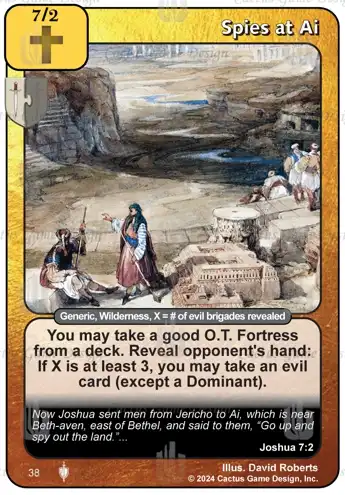 7/2
Spies at Ai
Generic, Wilderness, X = # of evil brigades revealed
You may take a good O.T. Fortress
from a deck. Reveal opponent's hand:
If X is at least 3, you may take an evil
card (except a Dominant).
Now Joshua sent men from Jericho to Ai, which is near
Beth-aven, east of Bethel, and said to them, “Go up and
spy out the land.”...
Joshua 7:2
Illus. David Roberts
38
© 2024 Cactus Game Design, Inc.